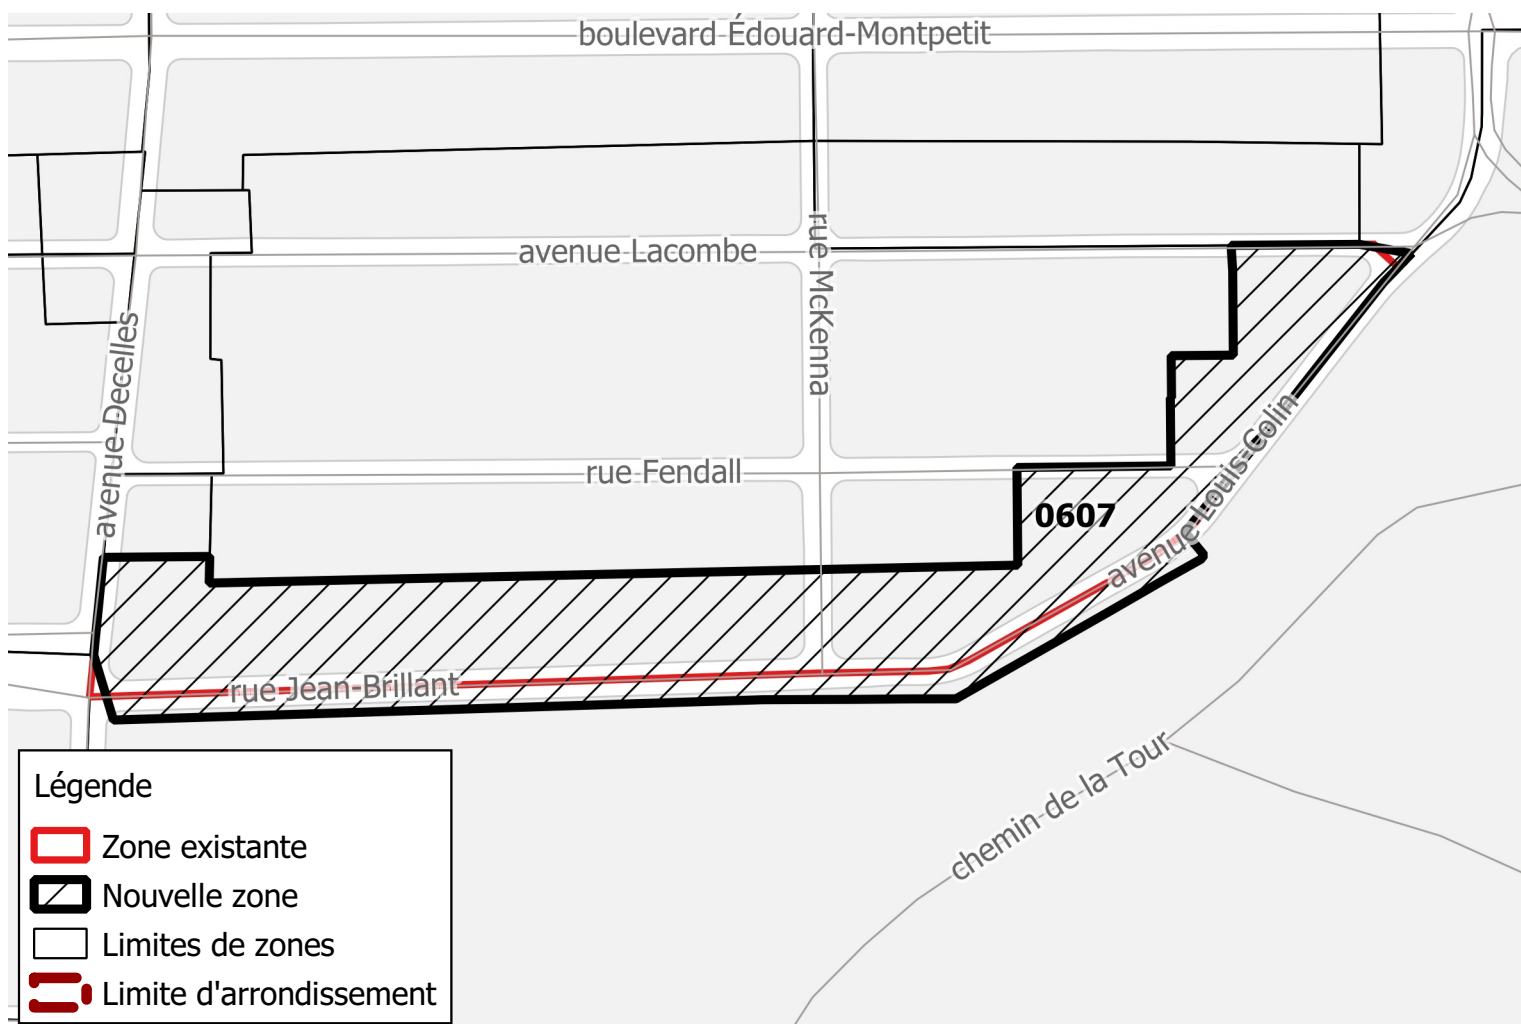 boulevard Édouard-Montpetit
avenue Lacombe
rue McKenna
avenue Decelles
rue Fendall
0607
avenue Louis-Colin
rue Jean-Brillant
chemin de la Tour
Légende
Zone existante
Nouvelle zone
Limites de zones
Limite d'arrondissement